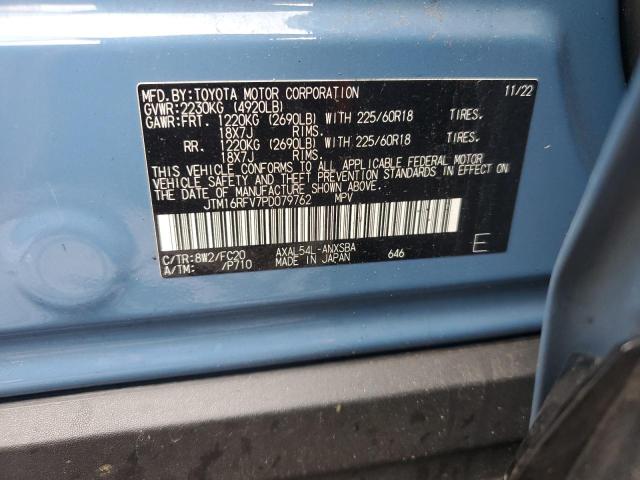 MFD.BY:TOYOTA MOTOR CORPORATION 11/22
GVWR:2230KG (4920LB)
GAWR:FRT. 1220KG (2690LB) WITH 225/60R18 TIRES.
18X7J RIMS.
RR. 1220KG (2690LB) WITH 225/60R18 TIRES.
18X7J RIMS.
THIS VEHICLE CONFORMS TO ALL APPLICABLE FEDERAL MOTOR
VEHICLE SAFETY AND THEFT PREVENTION STANDARDS IN EFFECT ON
THE DATE OF MANUFACTURE SHOWN ABOVE.
JTM16RFV7PD079762 MPV
C/TR:8W2/FC20 AXAL54L-ANXSBA 646 E
A/TM: /P710 MADE IN JAPAN